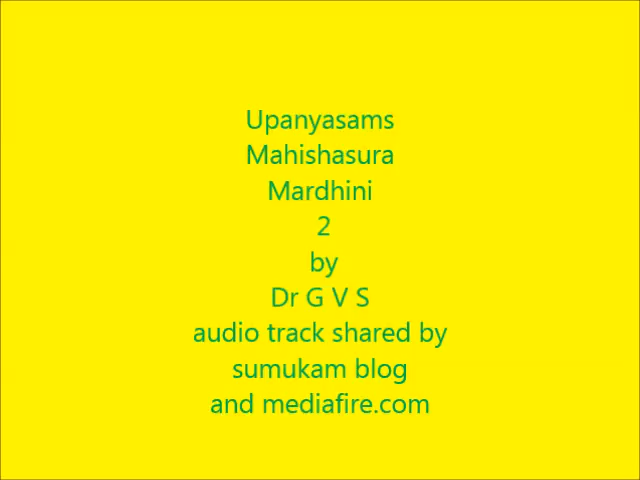 Upanyasams
Mahishasura
Mardhini
2
by
Dr G V S
audio track shared by
sumukam blog
and mediafire.com